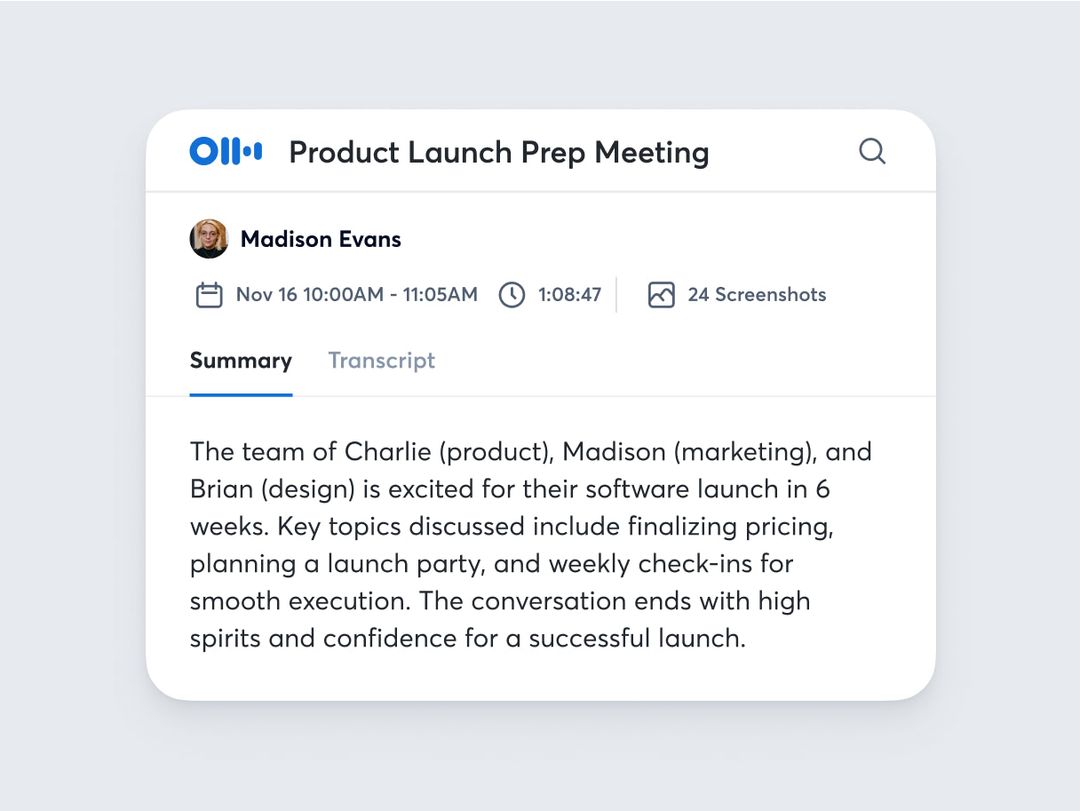 Product Launch Prep Meeting
Madison Evans
Nov 16 10:00AM - 11:05AM 1:08:47 24 Screenshots
Summary Transcript
The team of Charlie (product), Madison (marketing), and
Brian (design) is excited for their software launch in 6
weeks. Key topics discussed include finalizing pricing,
planning a launch party, and weekly check-ins for
smooth execution. The conversation ends with high
spirits and confidence for a successful launch.